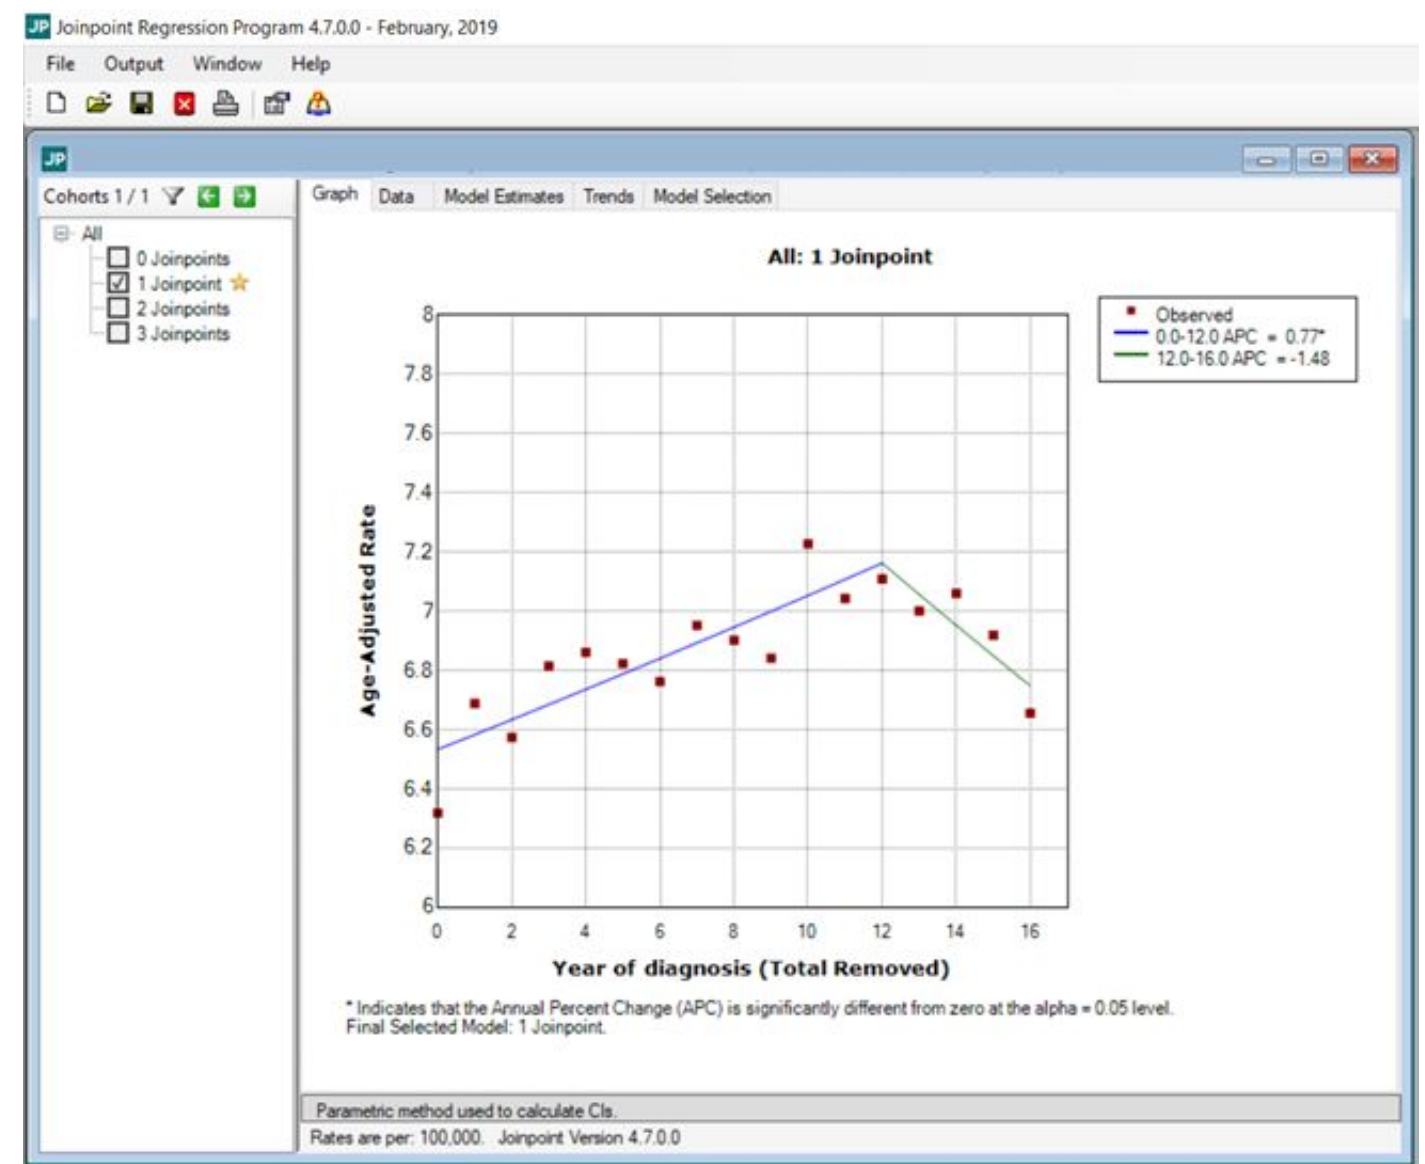 JP Joinpoint Regression Program 4.7.0.0 - February, 2019
File Output Window Help
JP
Cohorts 1 / 1
All
0 Joinpoints
1 Joinpoint
2 Joinpoints
3 Joinpoints
Graph Data Model Estimates Trends Model Selection
All: 1 Joinpoint
Observed
0.0-12.0 APC = 0.77*
12.0-16.0 APC = -1.48
Age-Adjusted Rate
8
7.8
7.6
7.4
7.2
7
6.8
6.6
6.4
6.2
6
0 2 4 6 8 10 12 14 16
Year of diagnosis (Total Removed)
* Indicates that the Annual Percent Change (APC) is significantly different from zero at the alpha = 0.05 level.
Final Selected Model: 1 Joinpoint.
Parametric method used to calculate CIs.
Rates are per: 100,000. Joinpoint Version 4.7.0.0